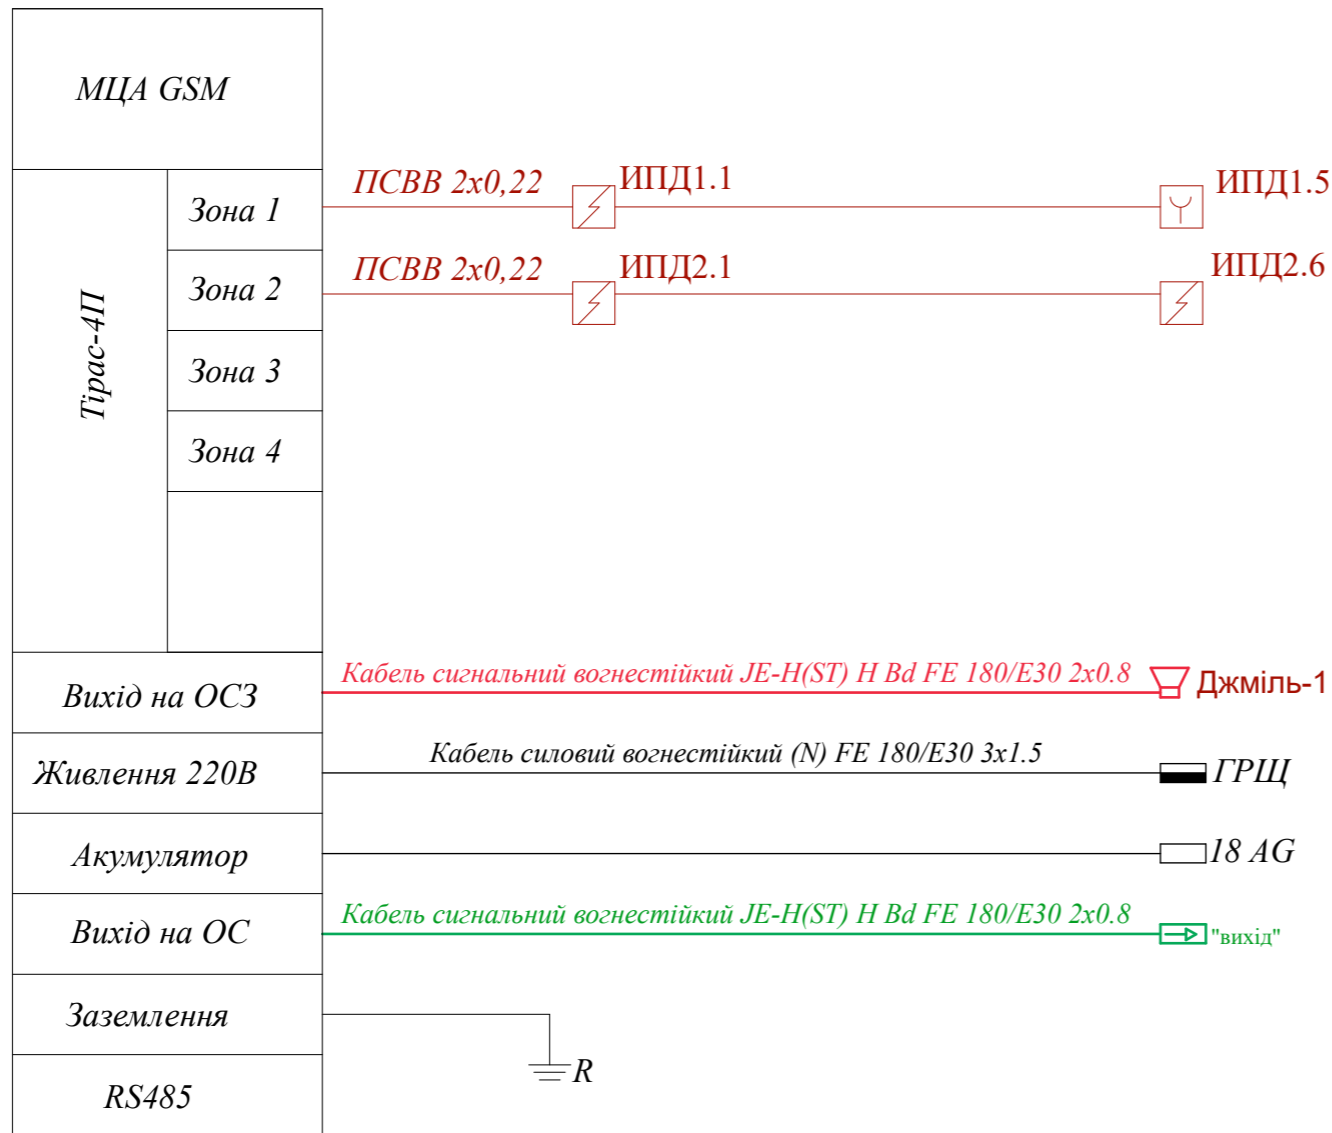 МЦА GSM
Тірас-4П
Зона 1
ПСВВ 2х0,22
ИПД1.1
ИПД1.5
Зона 2
ПСВВ 2х0,22
ИПД2.1
ИПД2.6
Зона 3
Зона 4
Вихід на ОСЗ
Кабель сигнальний вогнестійкий JE-H(ST) H Bd FE 180/E30 2x0.8
Джміль-1
Живлення 220В
Кабель силовий вогнестійкий (N) FE 180/E30 3x1.5
ГРЩ
Акумулятор
18 AG
Вихід на ОС
Кабель сигнальний вогнестійкий JE-H(ST) H Bd FE 180/E30 2x0.8
"вихід"
Заземлення
R
RS485